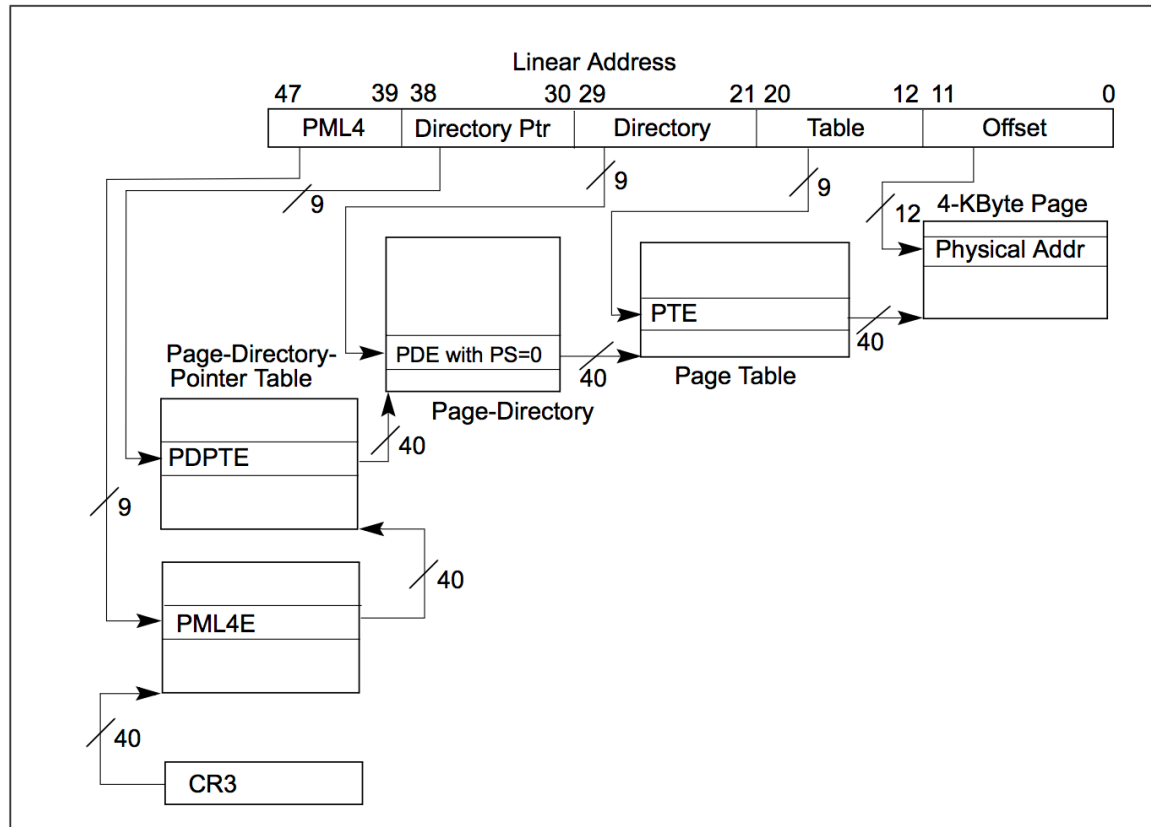 Linear Address
47 39 38 30 29 21 20 12 11 0
PML4 Directory Ptr Directory Table Offset
9 9 9
12 4-KByte Page
Physical Addr
PTE
40
PDE with PS=0
40
Page Table
Page-Directory-
Pointer Table
Page-Directory
40
PDPTE
9
40
PML4E
40
CR3